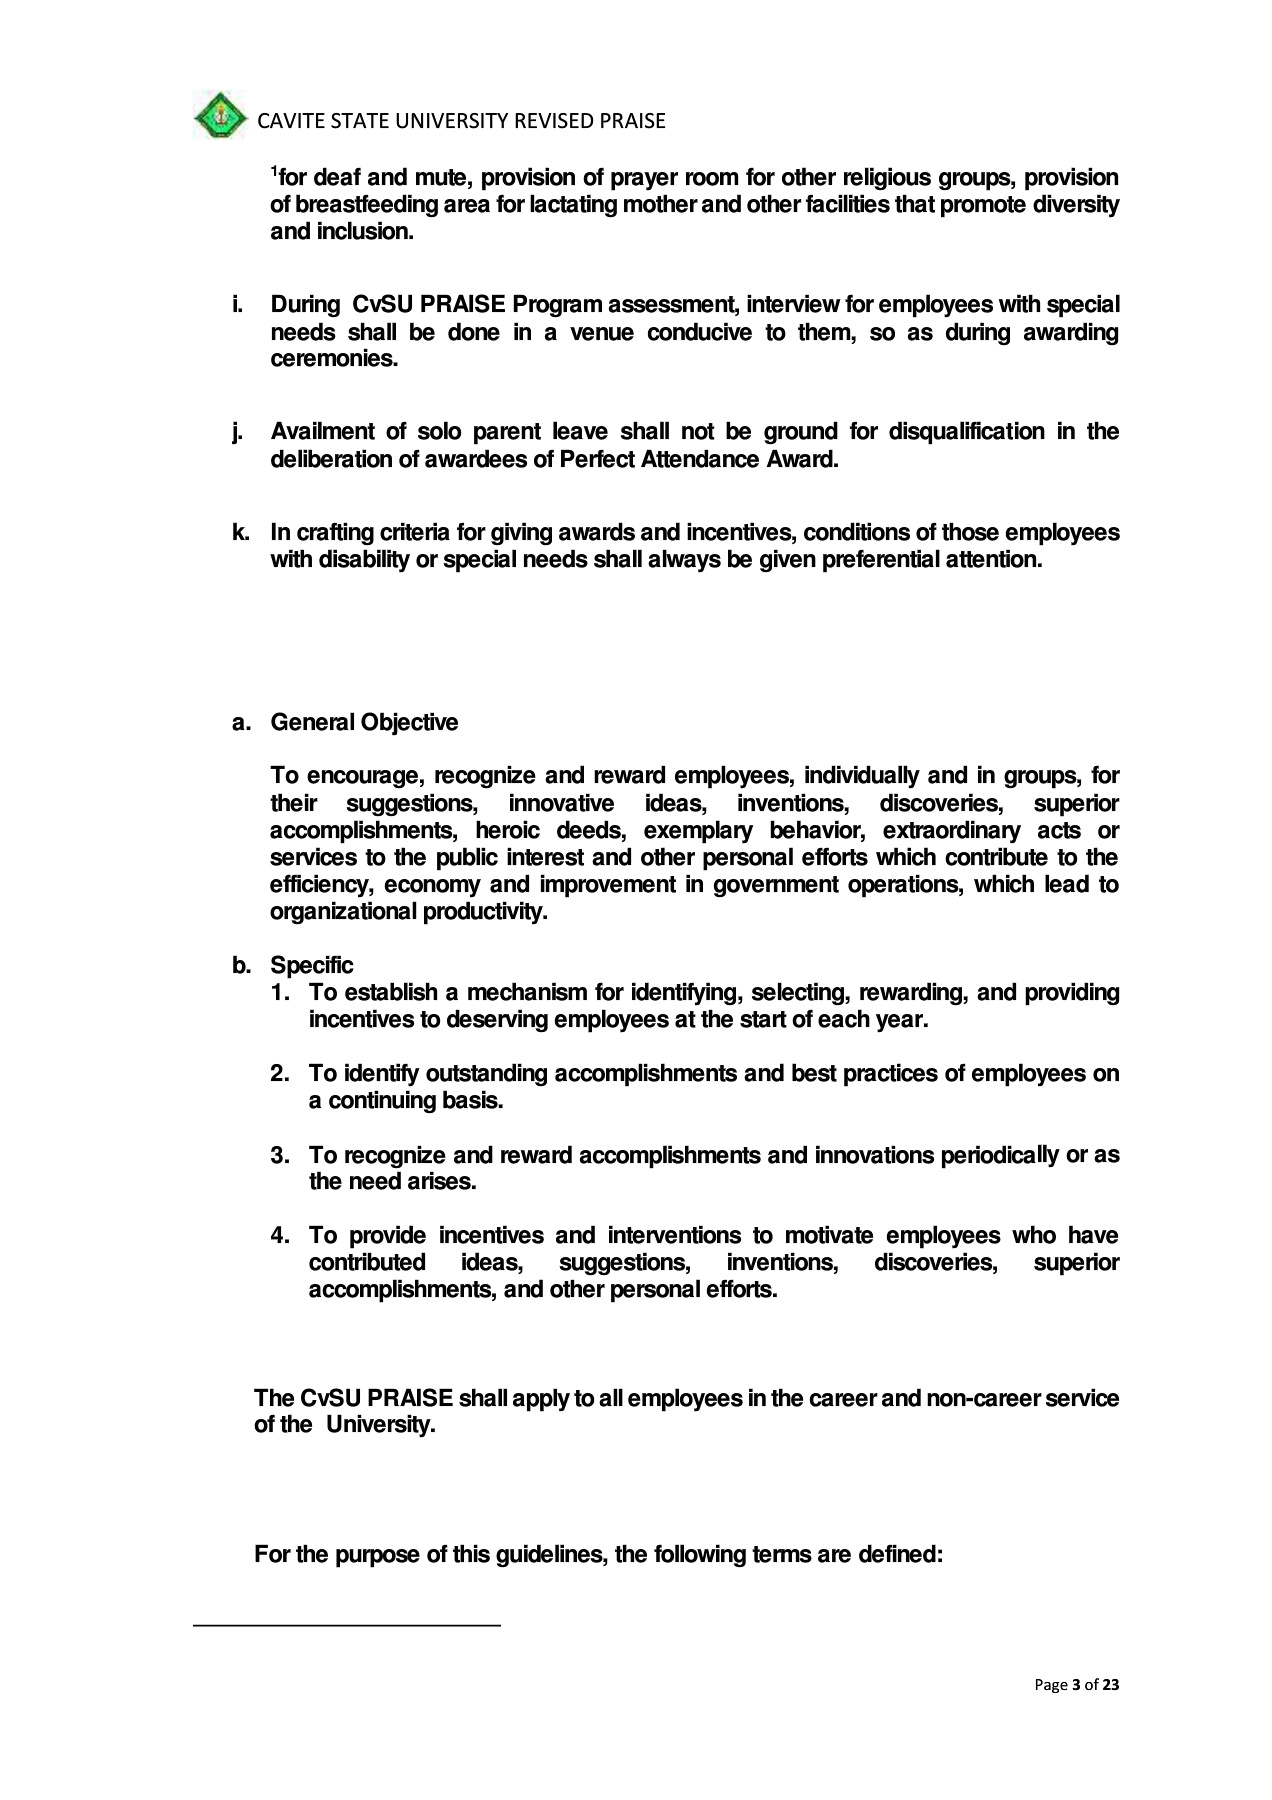 CAVITE STATE UNIVERSITY REVISED PRAISE
¹for deaf and mute, provision of prayer room for other religious groups, provision
of breastfeeding area for lactating mother and other facilities that promote diversity
and inclusion.
i. During CvSU PRAISE Program assessment, interview for employees with special
needs shall be done in a venue conducive to them, so as during awarding
ceremonies.
j. Availment of solo parent leave shall not be ground for disqualification in the
deliberation of awardees of Perfect Attendance Award.
k. In crafting criteria for giving awards and incentives, conditions of those employees
with disability or special needs shall always be given preferential attention.
a. General Objective
To encourage, recognize and reward employees, individually and in groups, for
their suggestions, innovative ideas, inventions, discoveries, superior
accomplishments, heroic deeds, exemplary behavior, extraordinary acts or
services to the public interest and other personal efforts which contribute to the
efficiency, economy and improvement in government operations, which lead to
organizational productivity.
b. Specific
1. To establish a mechanism for identifying, selecting, rewarding, and providing
incentives to deserving employees at the start of each year.
2. To identify outstanding accomplishments and best practices of employees on
a continuing basis.
3. To recognize and reward accomplishments and innovations periodically or as
the need arises.
4. To provide incentives and interventions to motivate employees who have
contributed ideas, suggestions, inventions, discoveries, superior
accomplishments, and other personal efforts.
The CvSU PRAISE shall apply to all employees in the career and non-career service
of the University.
For the purpose of this guidelines, the following terms are defined:
Page 3 of 23